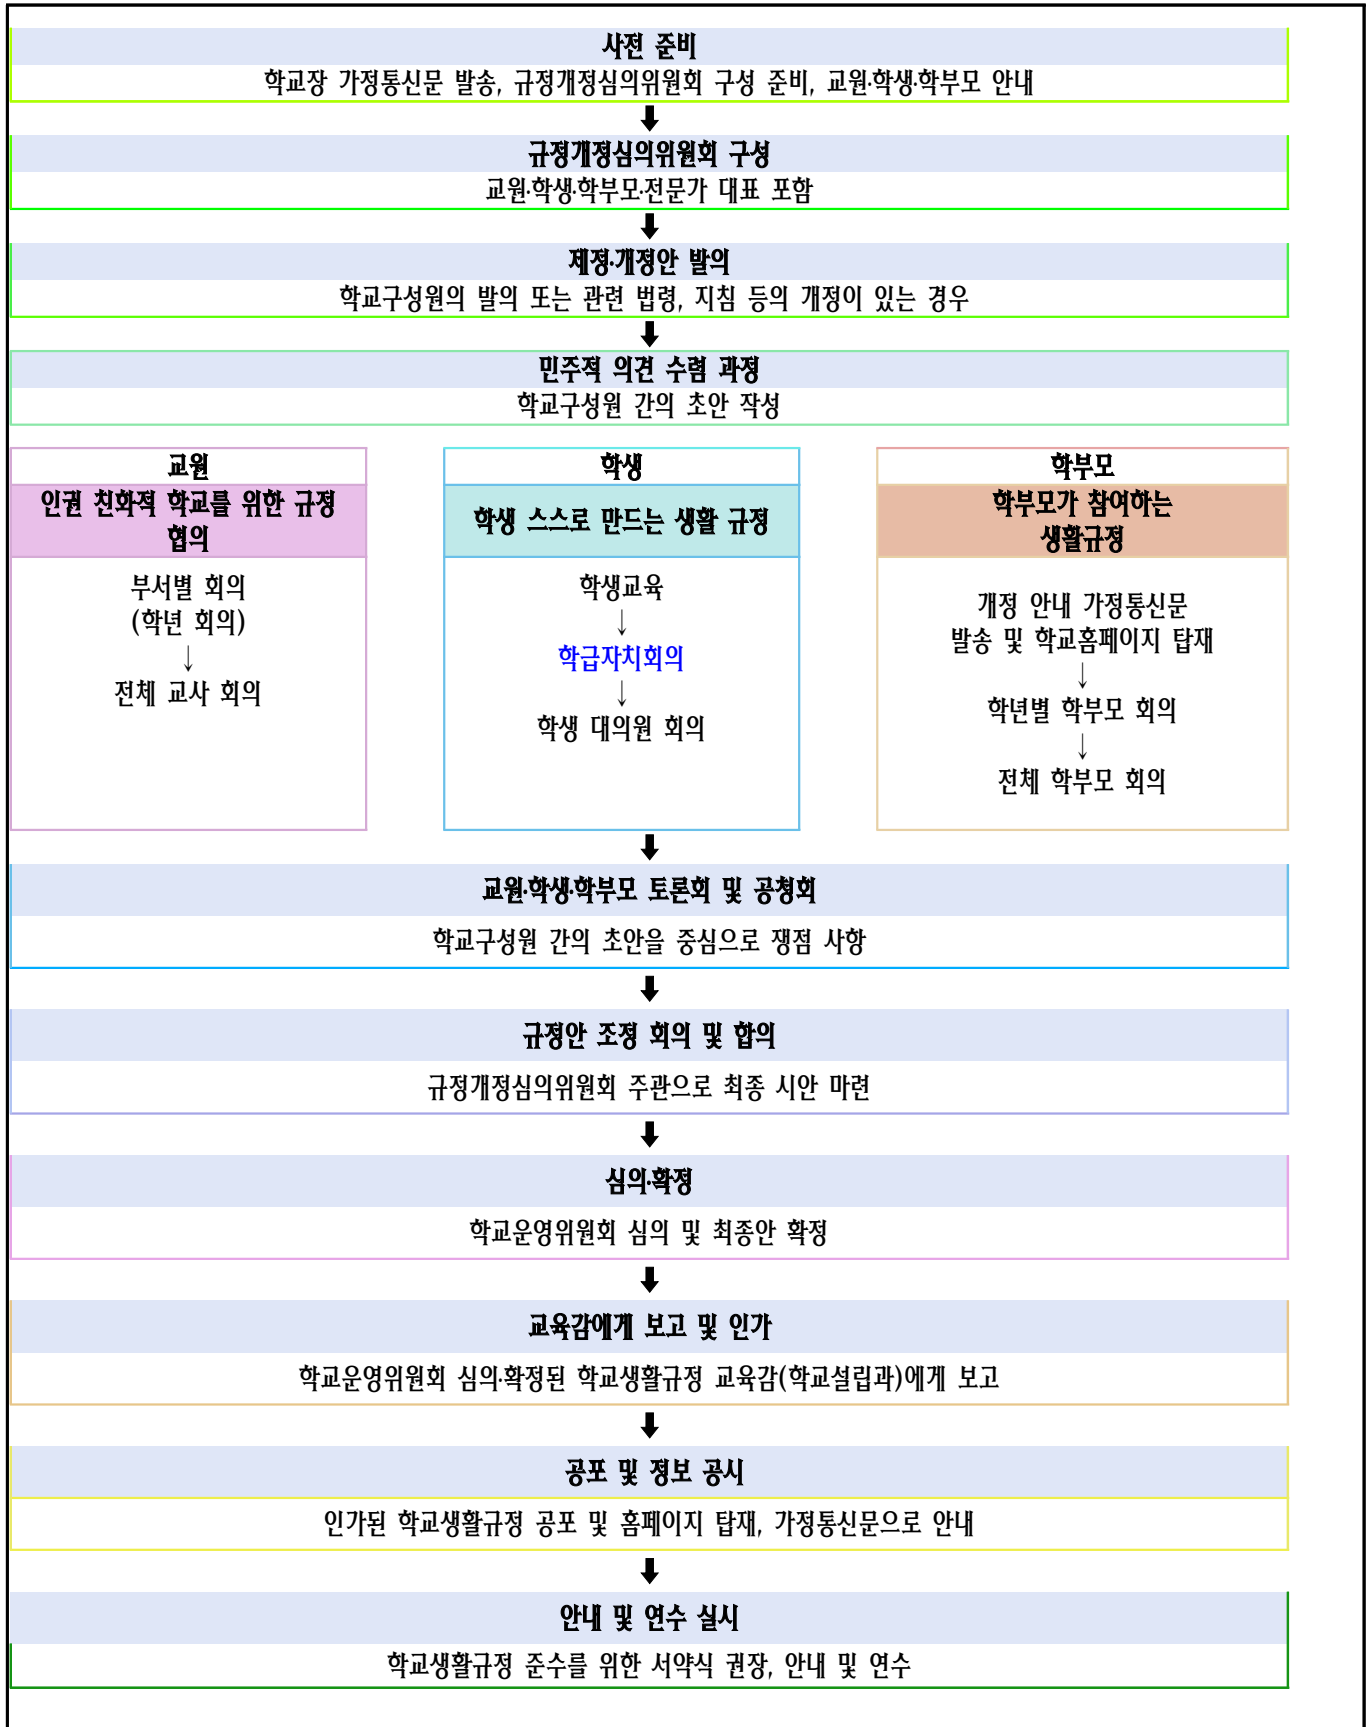 사전 준비
학교장 가정통신문 발송, 규정개정심의위원회 구성 준비, 교원·학생·학부모 안내
규정개정심의위원회 구성
교원·학생·학부모·전문가 대표 포함
제정·개정안 발의
학교구성원의 발의 또는 관련 법령, 지침 등의 개정이 있는 경우
민주적 의견 수렴 과정
학교구성원 간의 초안 작성
교원
인권 친화적 학교를 위한 규정
협의
부서별 회의
(학년 회의)
↓
전체 교사 회의
학생
학생 스스로 만드는 생활 규정
학생교육
↓
학급자치회의
↓
학생 대의원 회의
학부모
학부모가 참여하는
생활규정
개정 안내 가정통신문
발송 및 학교홈페이지 탑재
↓
학년별 학부모 회의
↓
전체 학부모 회의
교원·학생·학부모 토론회 및 공청회
학교구성원 간의 초안을 중심으로 쟁점 사항
규정안 조정 회의 및 합의
규정개정심의위원회 주관으로 최종 시안 마련
심의·확정
학교운영위원회 심의 및 최종안 확정
교육감에게 보고 및 인가
학교운영위원회 심의·확정된 학교생활규정 교육감(학교설립과)에게 보고
공포 및 정보 공시
인가된 학교생활규정 공포 및 홈페이지 탑재, 가정통신문으로 안내
안내 및 연수 실시
학교생활규정 준수를 위한 서약식 권장, 안내 및 연수